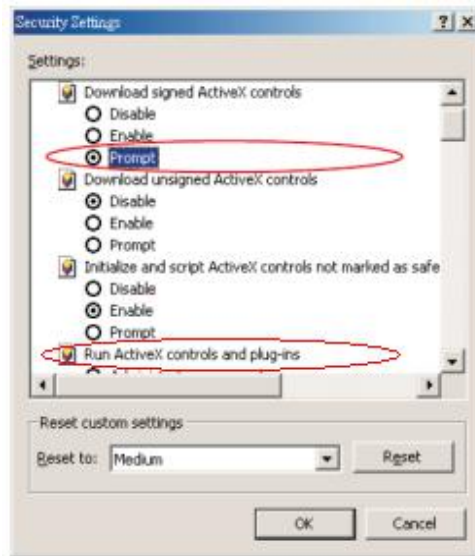 Security Settings
Settings:
Download signed ActiveX controls
Disable
Enable
Prompt
Download unsigned ActiveX controls
Disable
Enable
Prompt
Initialize and script ActiveX controls not marked as safe
Disable
Enable
Prompt
Run ActiveX controls and plug-ins
Reset custom settings
Reset to:
Medium
Reset
OK
Cancel